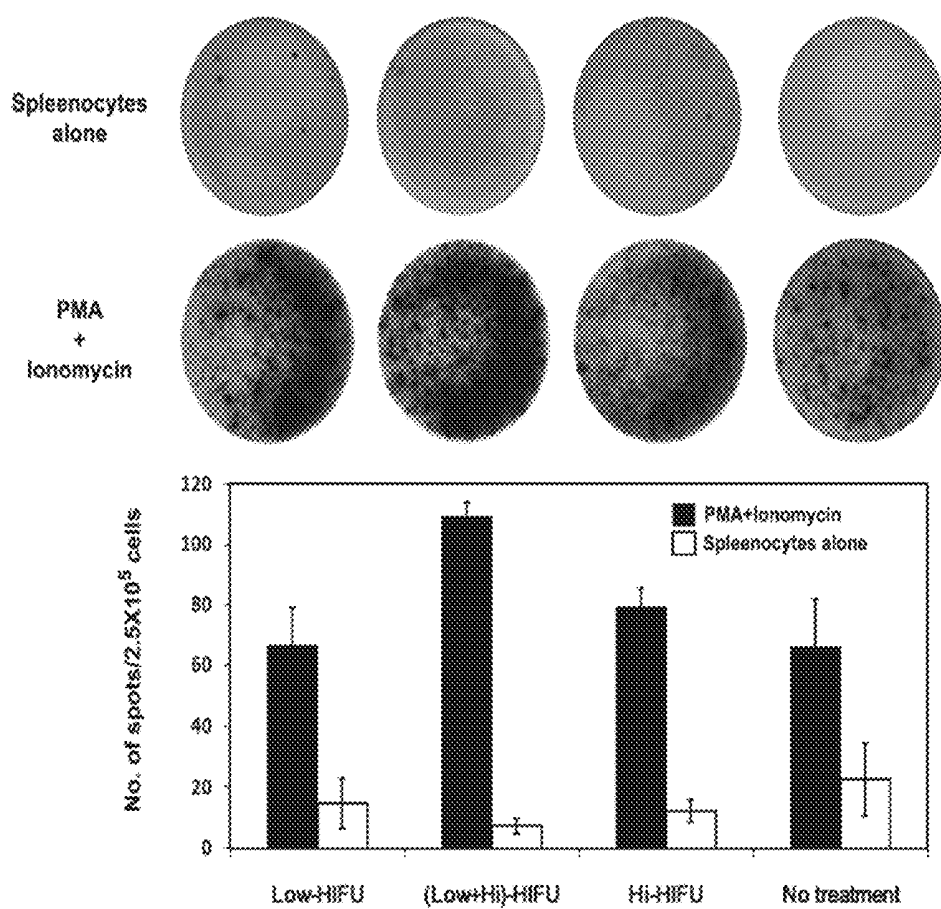 Spleenocytes
alone
PMA
+
Ionomycin
120
100
80
60
40
20
0
No. of spots/2.5X10⁵ cells
PMA+Ionomycin
Spleenocytes alone
Low-HIFU
(Low+Hi)-HIFU
Hi-HIFU
No treatment